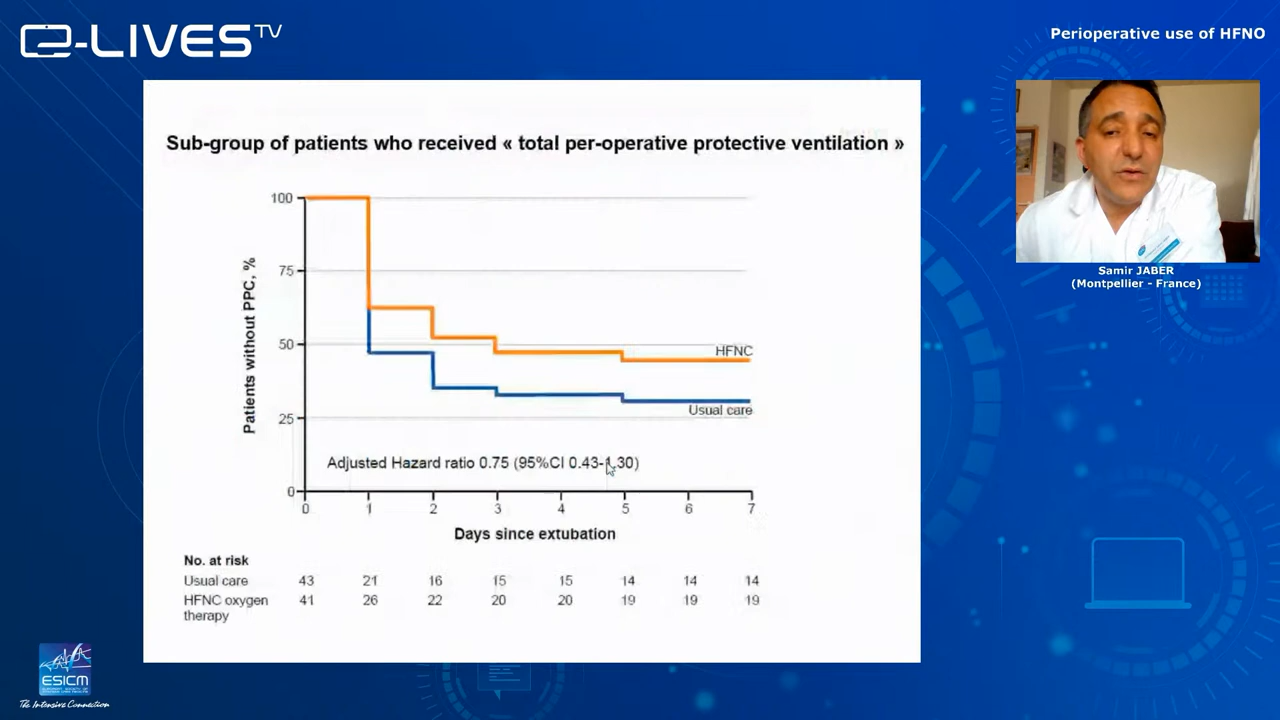 e-LIVES TV
Perioperative use of HFNO
Sub-group of patients who received « total per-operative protective ventilation »
100
75
50
25
0
Patients without PPC, %
HFNC
Usual care
Adjusted Hazard ratio 0.75 (95%CI 0.43-1.30)
0 1 2 3 4 5 6 7
Days since extubation
No. at risk
Usual care 43 21 16 15 15 14 14 14
HFNC oxygen 41 26 22 20 20 19 19 19
therapy
Samir JABER
(Montpellier - France)
ESICM
The Intensive Connection